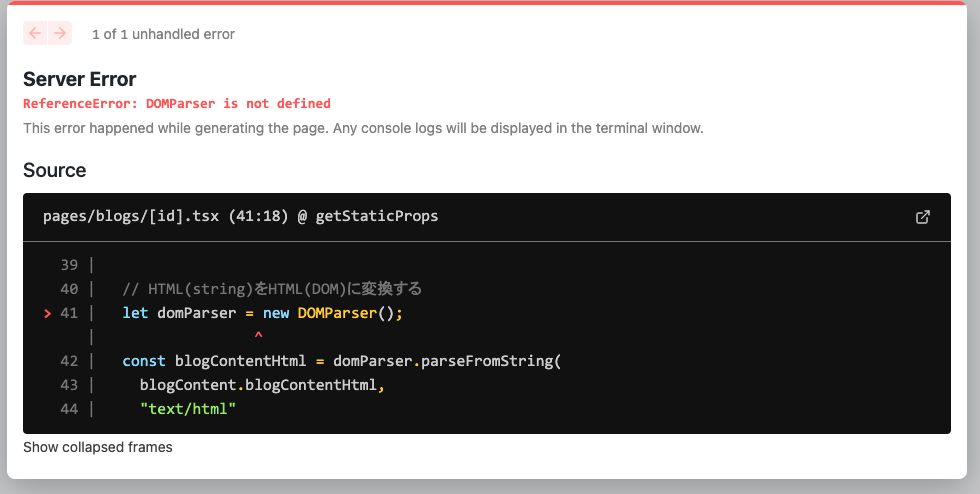 1 of 1 unhandled error
Server Error
ReferenceError: DOMParser is not defined
This error happened while generating the page. Any console logs will be displayed in the terminal window.
Source
pages/blogs/[id].tsx (41:18) @ getStaticProps
39 |
40 |   // HTML(string)をHTML(DOM)に変換する
> 41 |   let domParser = new DOMParser();
|                  ^
42 |   const blogContentHtml = domParser.parseFromString(
43 |     blogContent.blogContentHtml,
44 |     "text/html"
Show collapsed frames